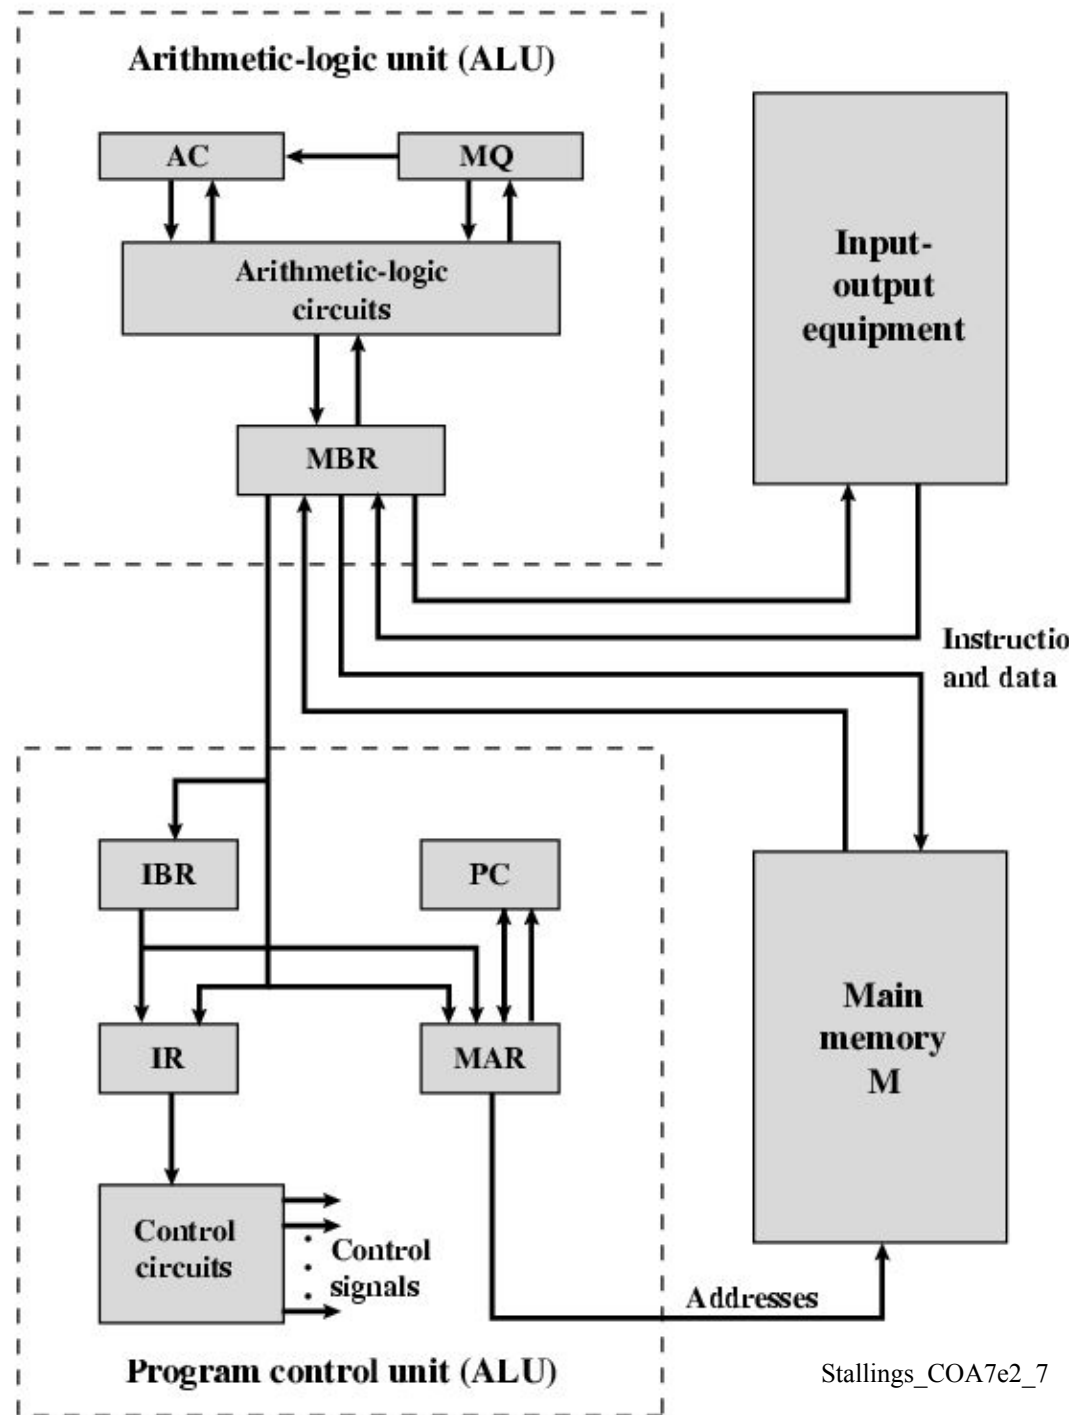 Arithmetic-logic unit (ALU)
AC
MQ
Arithmetic-logic
circuits
Input-
output
equipment
MBR
Instructio
and data
IBR
PC
IR
MAR
Main
memory
M
Control
circuits
Control
signals
Addresses
Program control unit (ALU)
Stallings_COA7e2_7